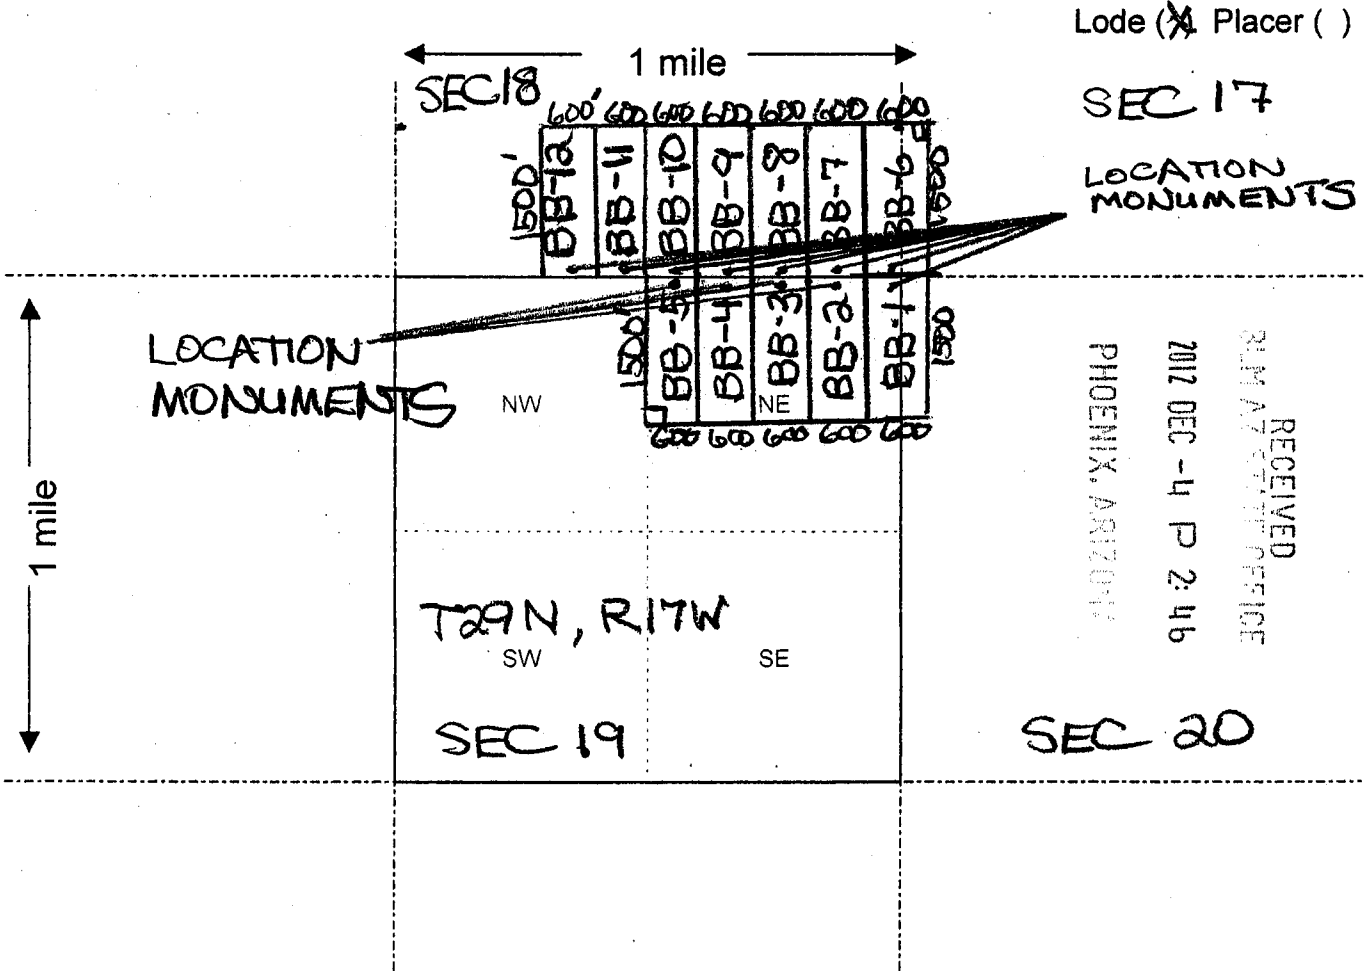 Lode (X) Placer ( )
1 mile
SEC 18
SEC 17
600' 600 600 600 600 600 600
1500'
BB-12
BB-11
BB-10
BB-9
BB-8
BB-7
BB-6
1500
LOCATION
MONUMENTS
LOCATION
MONUMENTS
1500'
BB-5
BB-4
BB-3
BB-2
BB-1
1500
NW
NE
600 600 600 600 600
1 mile
RECEIVED
BLM AZ STATE OFFICE
2012 DEC -4 P 2:46
PHOENIX, ARIZONA
T29N, R17W
SW
SE
SEC 19
SEC 20